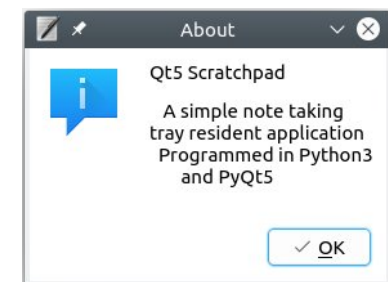 About
Qt5 Scratchpad
A simple note taking
tray resident application
Programmed in Python3
and PyQt5
OK